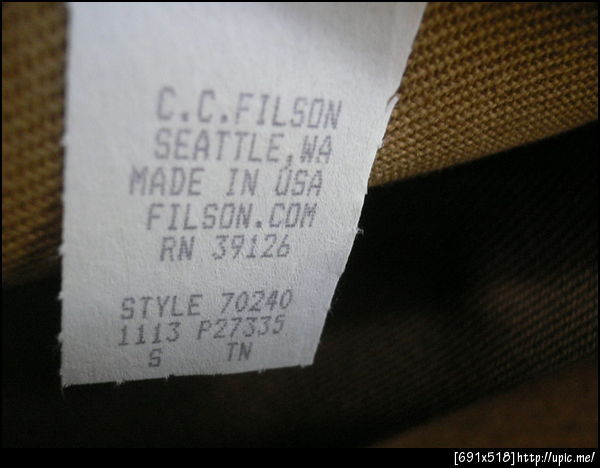 C.C.FILSON
SEATTLE,WA
MADE IN USA
FILSON.COM
RN 39126
STYLE 70240
1113 P27335
S TN
[691x518]http://upic.me/